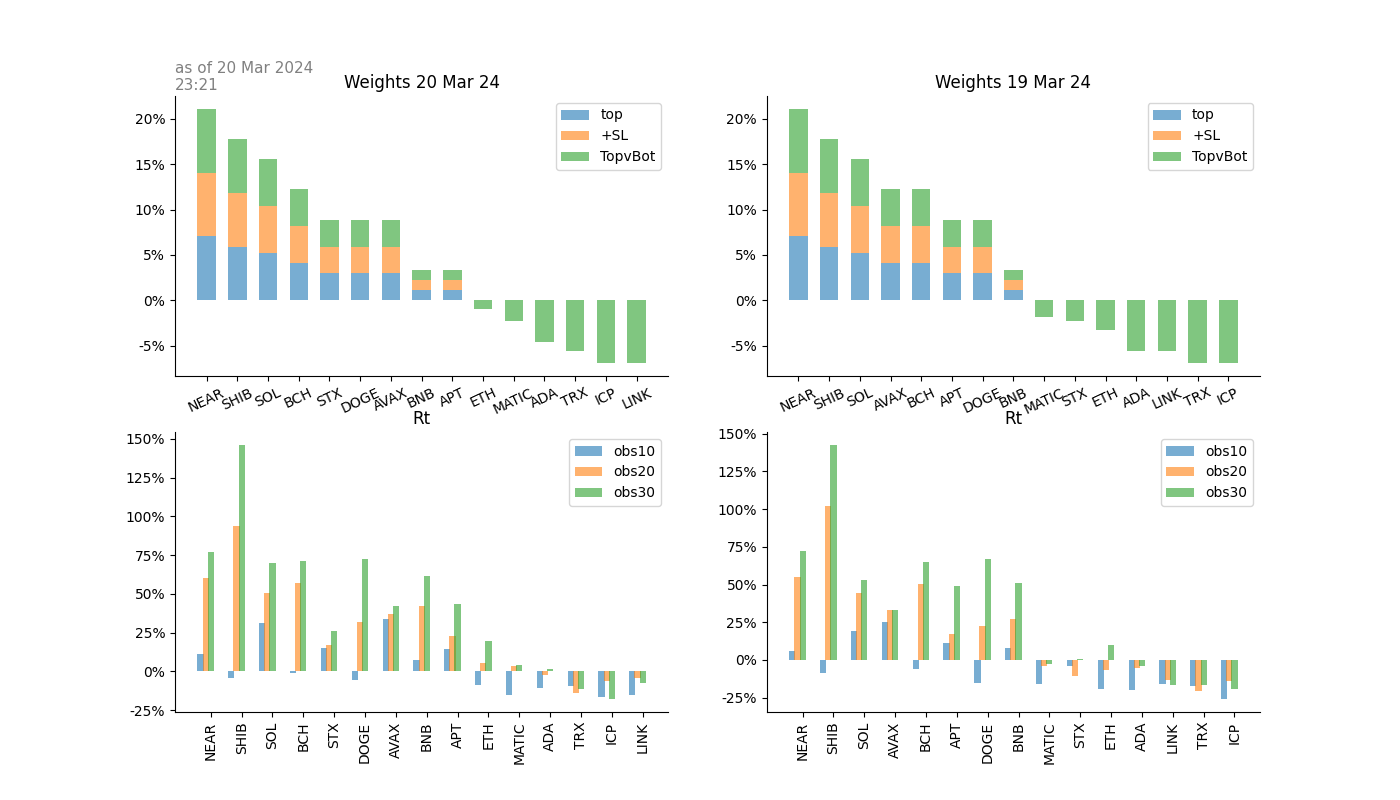 as of 20 Mar 2024
23:21
Weights 20 Mar 24
20%
15%
10%
5%
0%
-5%
top
+SL
TopvBot
NEAR SHIB SOL BCH STX DOGE AVAX BNB APT ETH MATIC ADA TRX ICP LINK
Weights 19 Mar 24
20%
15%
10%
5%
0%
-5%
top
+SL
TopvBot
NEAR SHIB SOL AVAX BCH APT DOGE BNB MATIC STX ETH ADA LINK TRX ICP
Rt
150%
125%
100%
75%
50%
25%
0%
-25%
obs10
obs20
obs30
NEAR SHIB SOL BCH STX DOGE AVAX BNB APT ETH MATIC ADA TRX ICP LINK
Rt
150%
125%
100%
75%
50%
25%
0%
-25%
obs10
obs20
obs30
NEAR SHIB SOL AVAX BCH APT DOGE BNB MATIC STX ETH ADA LINK TRX ICP